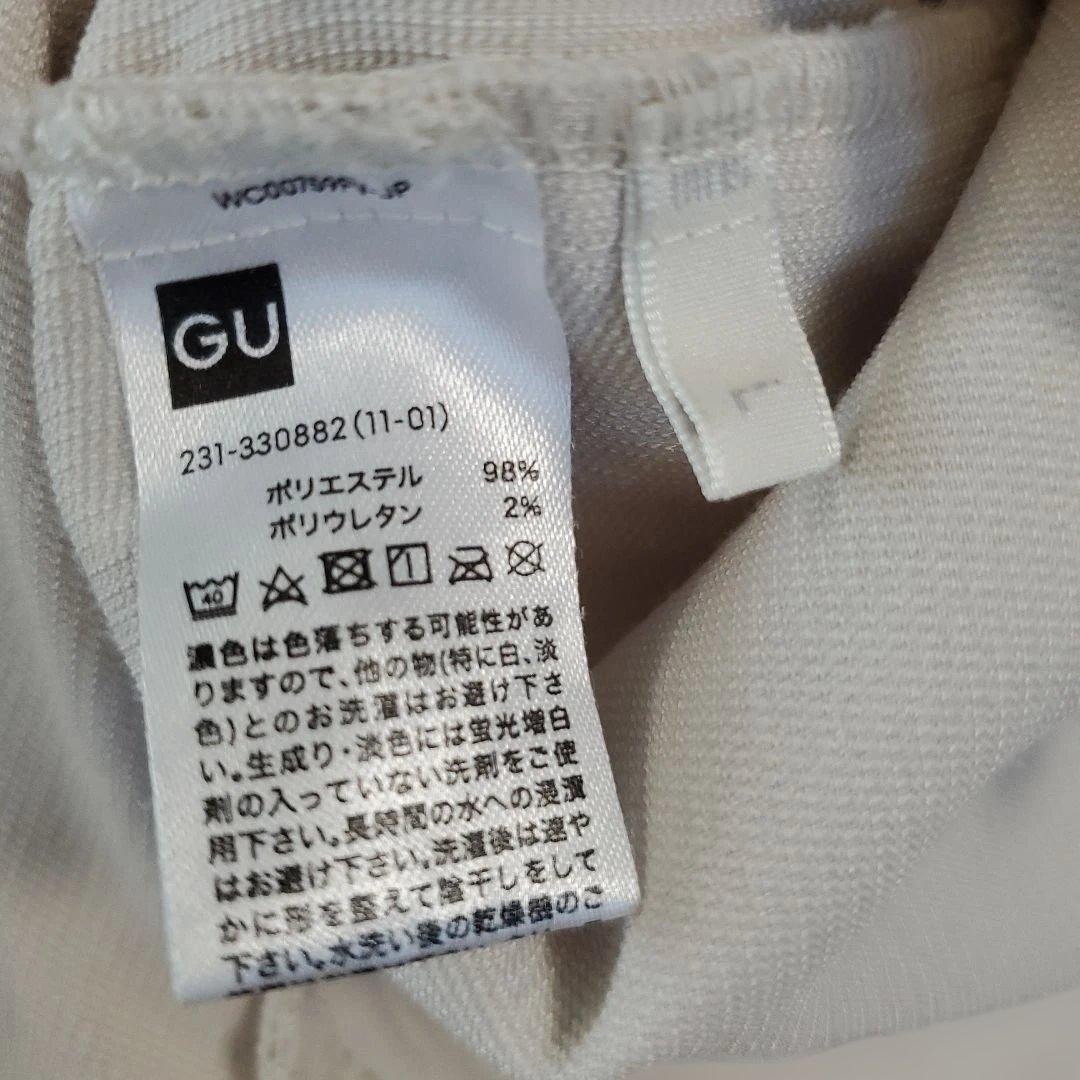 GU
231-330882(11-01)
ポリエステル 98%
ポリウレタン 2%
40
濃色は色落ちする可能性があ
りますので、他の物(特に白、淡
色)とのお洗濯はお避け下さ
い。生成り・淡色には蛍光増白
剤の入っていない洗剤をご使
用下さい。長時間の水への浸漬
はお避け下さい。洗濯後は速や
かに形を整えて陰干しをして
下さい。水洗い後の乾燥機のご
L